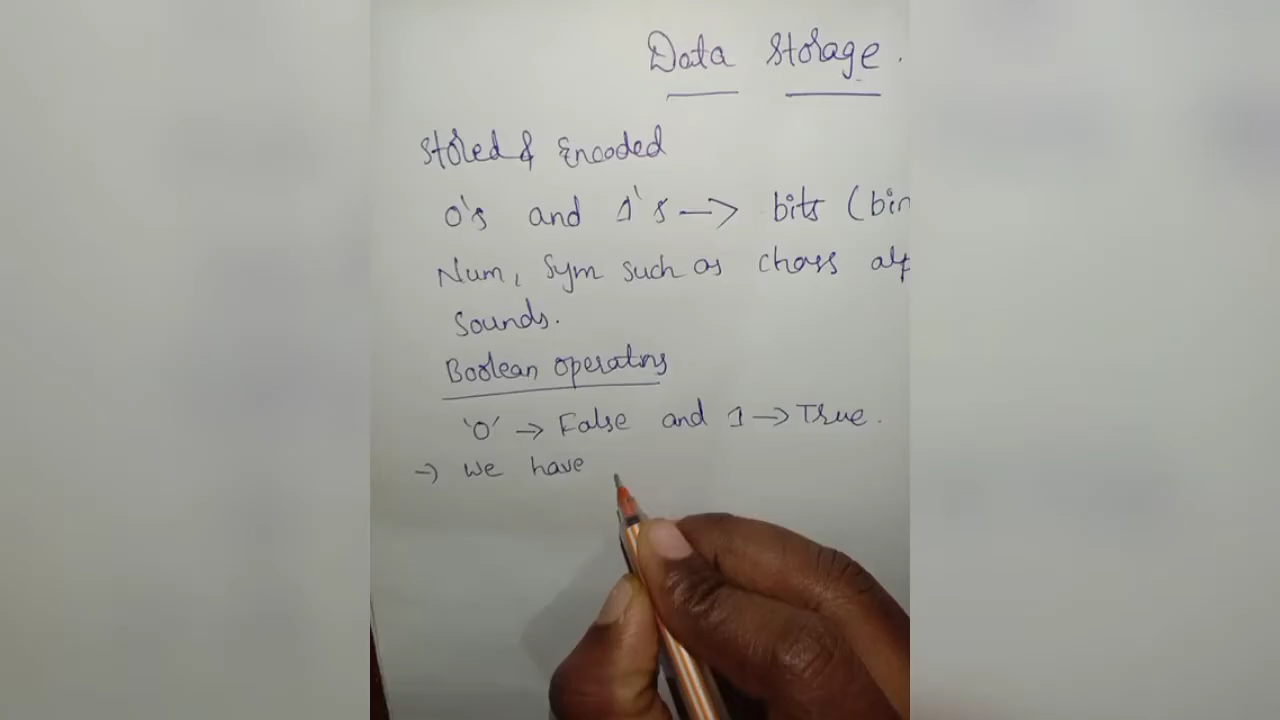 Data Storage.
Stored & Encoded
0's and 1's → bits (bin
Num, Sym such as chars alp
Sounds.
Boolean operatns
'0' → False and 1 → True.
→ We have